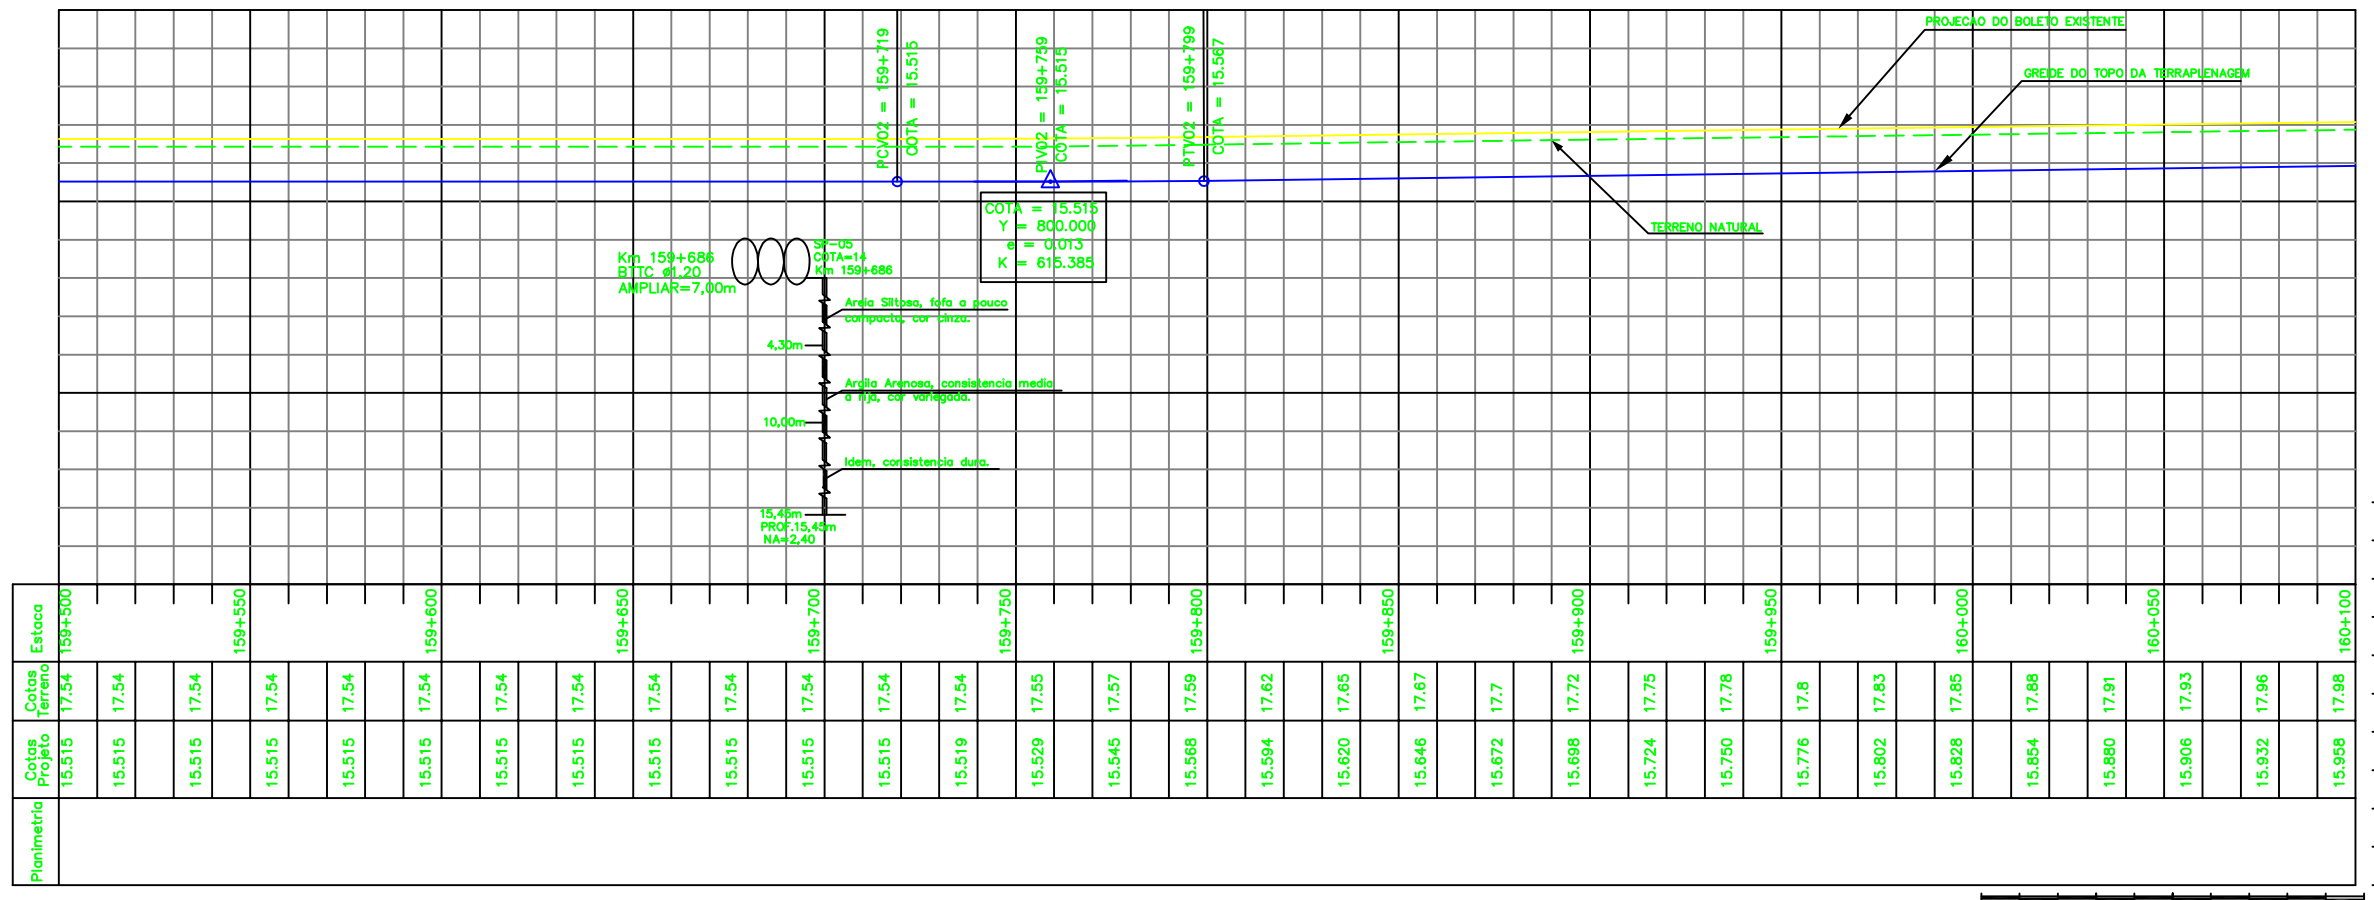 PROJECAO DO BOLETO EXISTENTE
GREIDE DO TOPO DA TERRAPLENAGEM
PCV02 = 159+719
COTA = 15.515
PIV02 = 159+759
COTA = 15.515
PTV02 = 159+799
COTA = 15.567
COTA = 15.515
Y = 800.000
e = 0.013
K = 615.385
TERRENO NATURAL
Km 159+686
BTTC ø1,20
AMPLIAR=7,00m
SP-05
COTA=14
Km 159+686
Areia Siltosa, fofa a pouco
compacta, cor cinza.
4,30m
Argila Arenosa, consistencia media
a rija, cor variegada.
10,00m
Idem, consistencia dura.
15,45m
PROF.15,45m
NA=2,40
Estaca
159+500
159+550
159+600
159+650
159+700
159+750
159+800
159+850
159+900
159+950
160+000
160+050
160+100
Cotas
Terreno
17.54
17.54
17.54
17.54
17.54
17.54
17.54
17.54
17.54
17.54
17.54
17.54
17.54
17.55
17.57
17.59
17.62
17.65
17.67
17.7
17.72
17.75
17.78
17.8
17.83
17.85
17.88
17.91
17.93
17.96
17.98
Cotas
Projeto
15.515
15.515
15.515
15.515
15.515
15.515
15.515
15.515
15.515
15.515
15.515
15.515
15.519
15.529
15.545
15.568
15.594
15.620
15.646
15.672
15.698
15.724
15.750
15.776
15.802
15.828
15.854
15.880
15.906
15.932
15.958
Planimetria